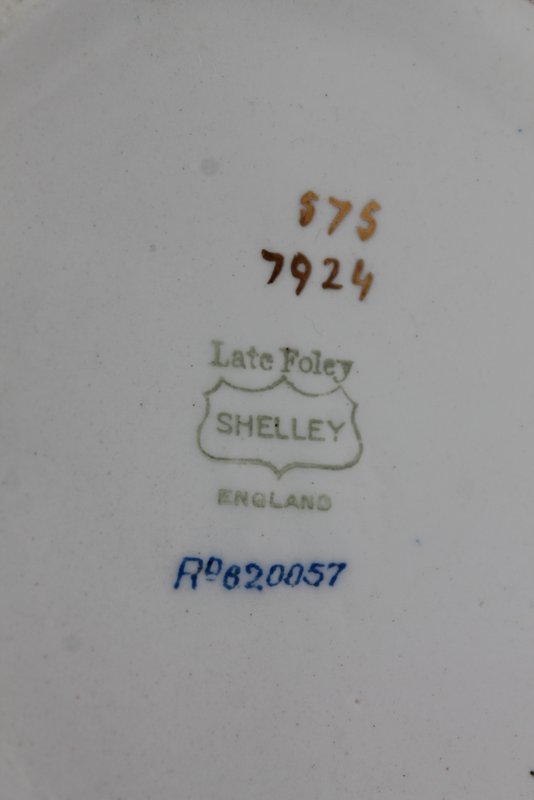 575
7924
Late Foley
SHELLEY
ENGLAND
Rᴰ 620057